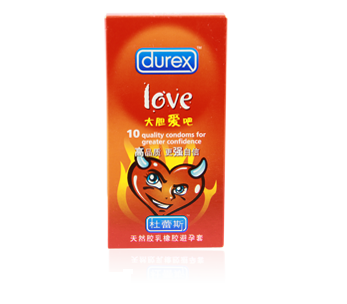 durex
love
大胆爱吧
10 quality condoms for
greater confidence
高品质 更强自信
杜蕾斯
天然胶乳橡胶避孕套